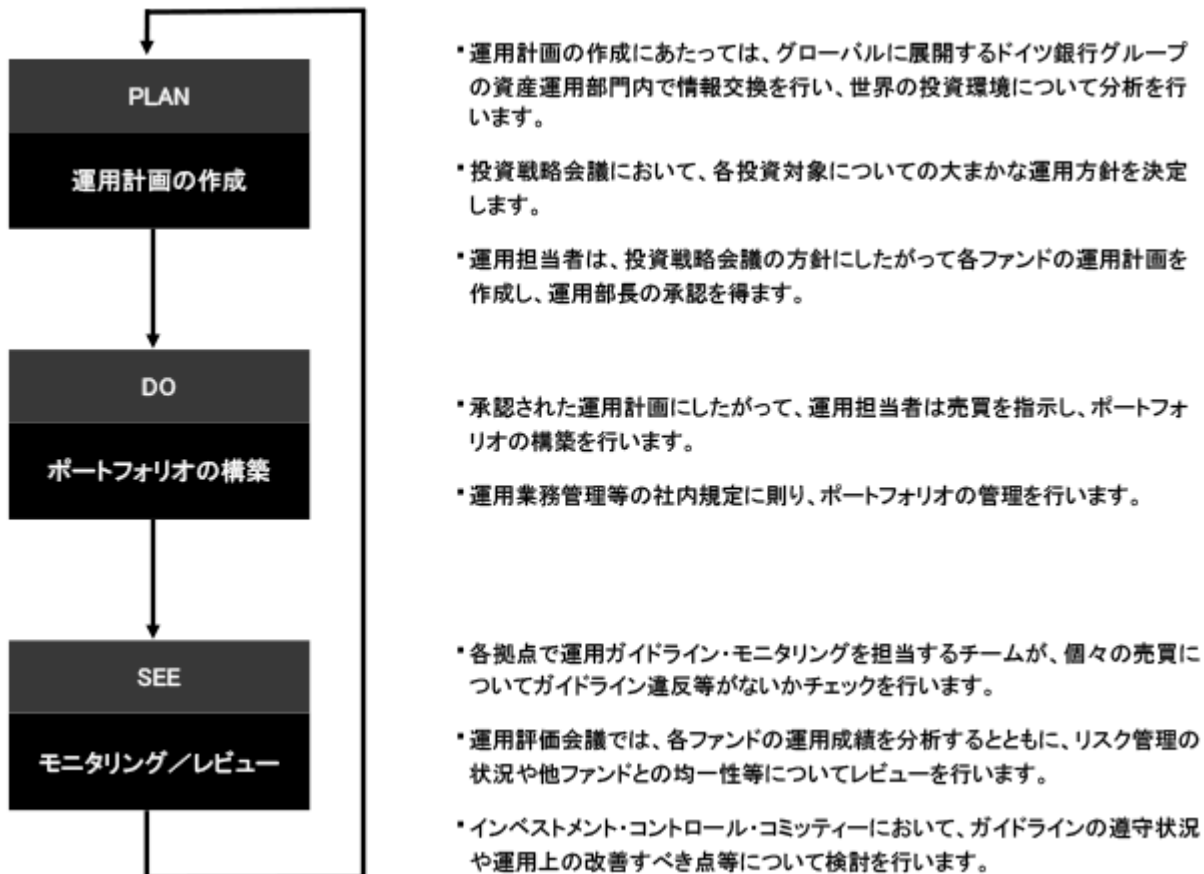 PLAN
運用計画の作成
▪運用計画の作成にあたっては、グローバルに展開するドイツ銀行グループ
の資産運用部門内で情報交換を行い、世界の投資環境について分析を行
います。
▪投資戦略会議において、各投資対象についての大まかな運用方針を決定
します。
▪運用担当者は、投資戦略会議の方針にしたがって各ファンドの運用計画を
作成し、運用部長の承認を得ます。
DO
ポートフォリオの構築
▪承認された運用計画にしたがって、運用担当者は売買を指示し、ポートフォ
リオの構築を行います。
▪運用業務管理等の社内規定に則り、ポートフォリオの管理を行います。
SEE
モニタリング／レビュー
▪各拠点で運用ガイドライン・モニタリングを担当するチームが、個々の売買に
ついてガイドライン違反等がないかチェックを行います。
▪運用評価会議では、各ファンドの運用成績を分析するとともに、リスク管理の
状況や他ファンドとの均一性等についてレビューを行います。
▪インベストメント・コントロール・コミッティーにおいて、ガイドラインの遵守状況
や運用上の改善すべき点等について検討を行います。